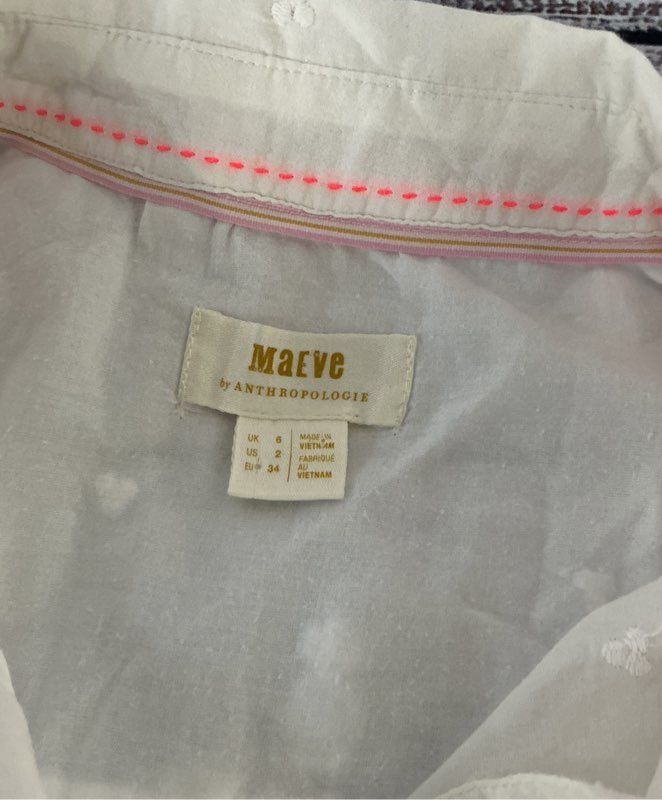 MAEVE
by ANTHROPOLOGIE
UK 6
US 2
EU 34
MADE IN
VIETNAM
FABRIQUÉ
AU
VIETNAM